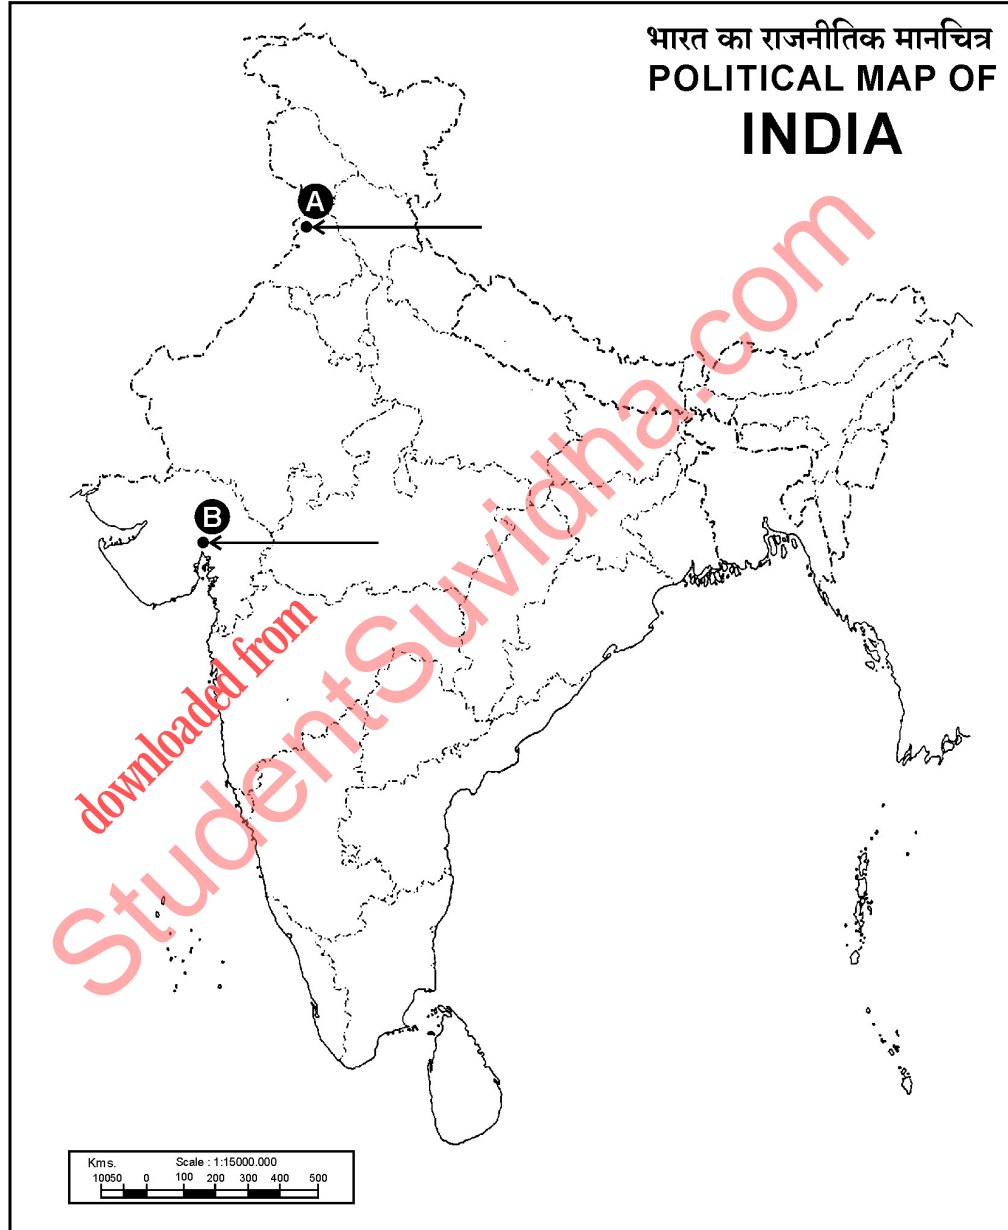 भारत का राजनीतिक मानचित्र
POLITICAL MAP OF
INDIA
A
B
downloaded from
StudentSuvidha.com
Kms. Scale : 1:15000.000
10050 0 100 200 300 400 500